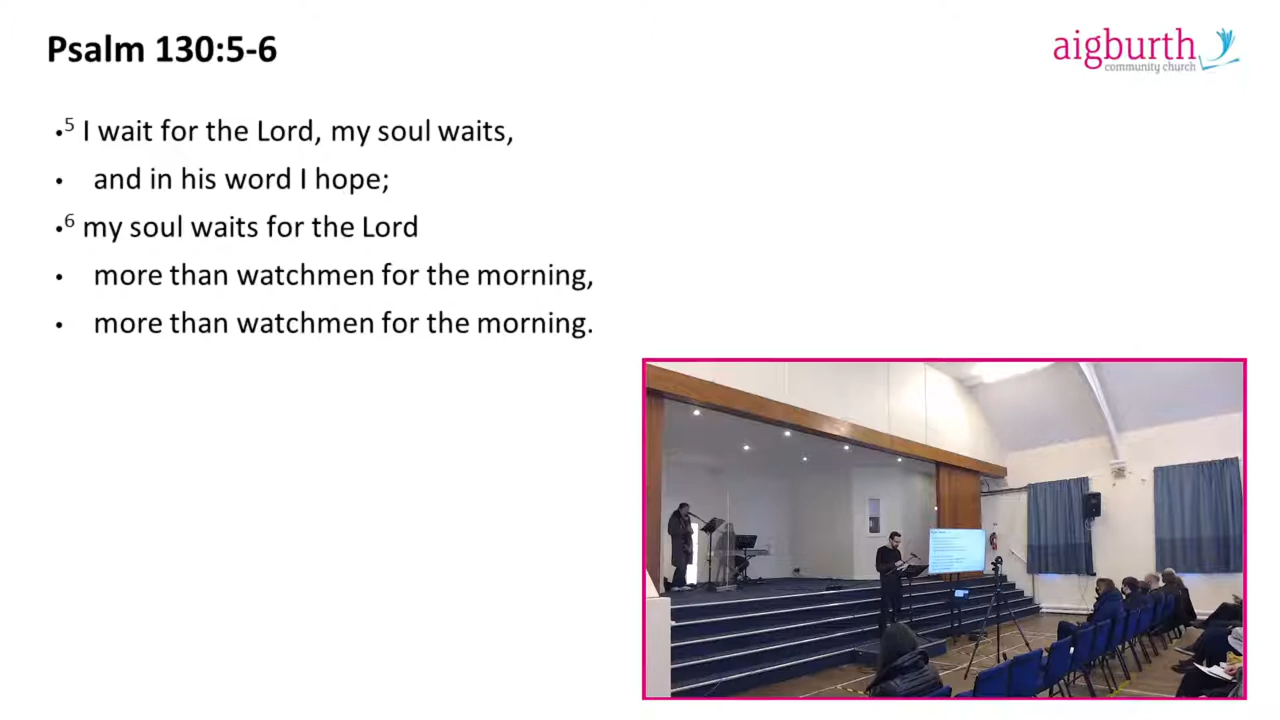 Psalm 130:5-6
aigburth
community church
•⁵ I wait for the Lord, my soul waits,
• and in his word I hope;
•⁶ my soul waits for the Lord
• more than watchmen for the morning,
• more than watchmen for the morning.